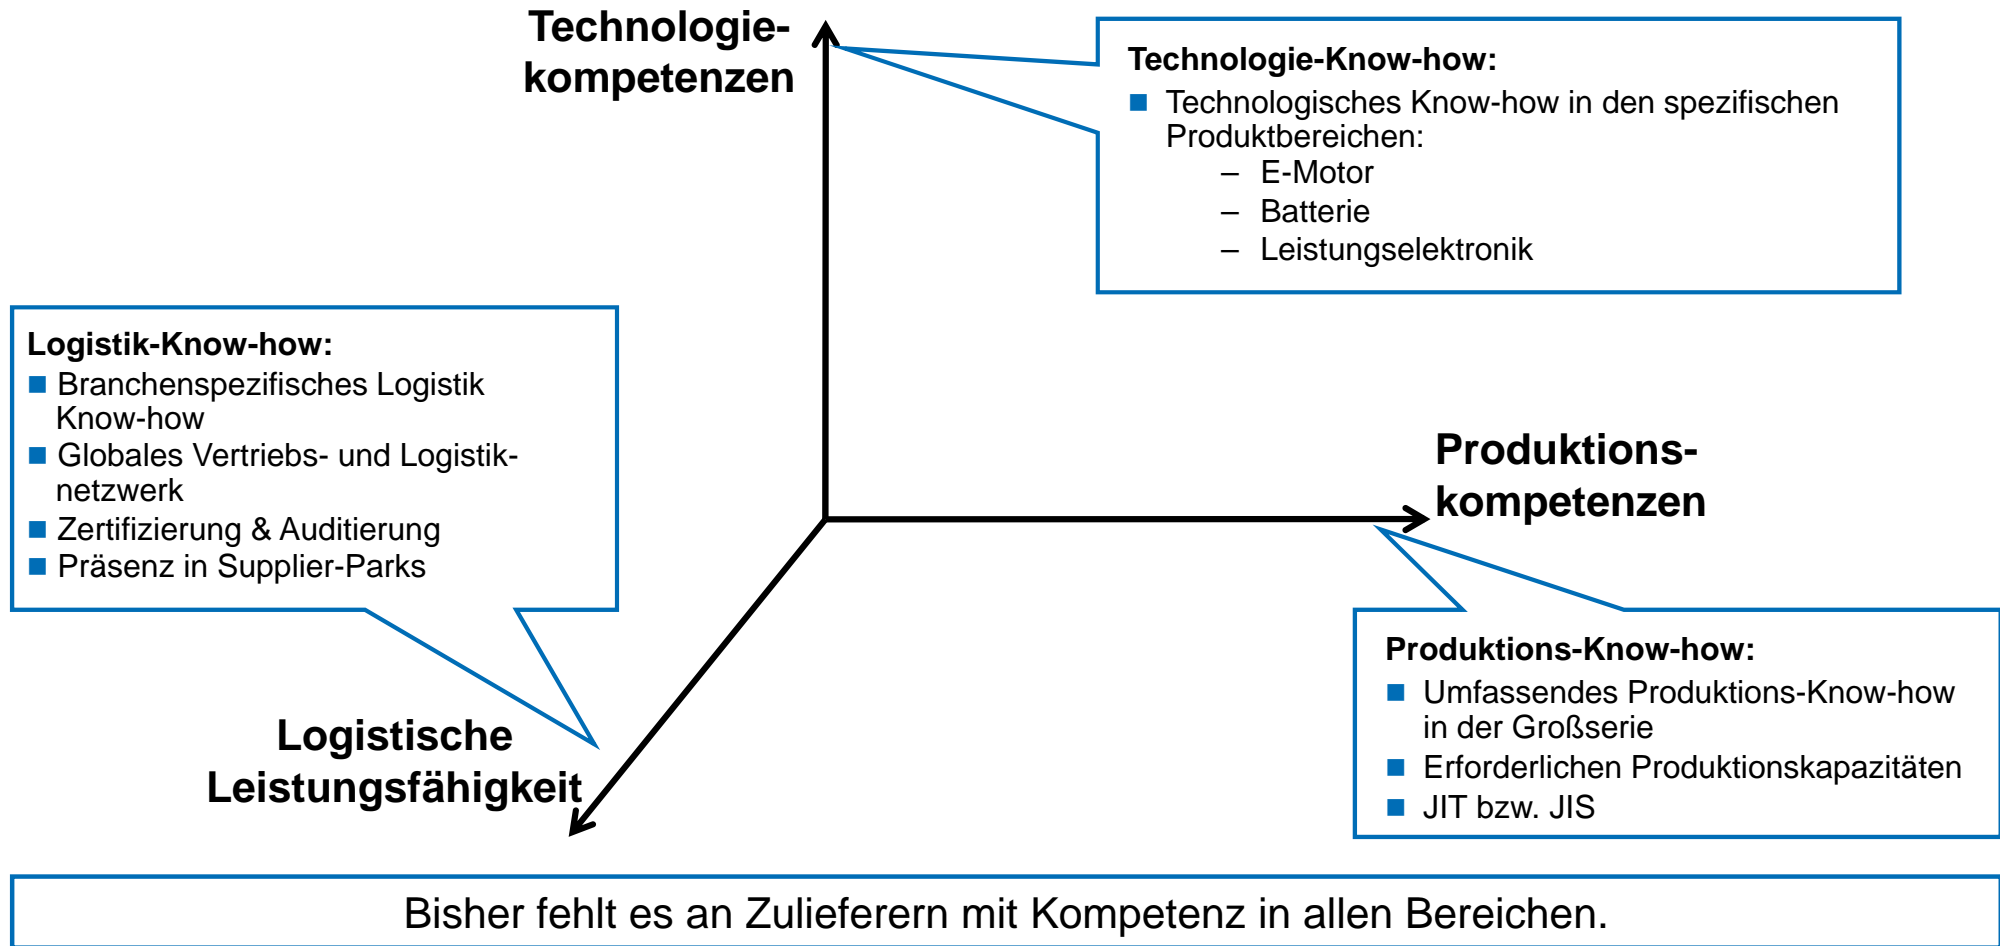 Technologie-
kompetenzen
Technologie-Know-how:
Technologisches Know-how in den spezifischen
Produktbereichen:
– E-Motor
– Batterie
– Leistungselektronik
Logistik-Know-how:
Branchenspezifisches Logistik
Know-how
Globales Vertriebs- und Logistik-
netzwerk
Zertifizierung & Auditierung
Präsenz in Supplier-Parks
Produktions-
kompetenzen
Produktions-Know-how:
Umfassendes Produktions-Know-how
in der Großserie
Erforderlichen Produktionskapazitäten
JIT bzw. JIS
Logistische
Leistungsfähigkeit
Bisher fehlt es an Zulieferern mit Kompetenz in allen Bereichen.